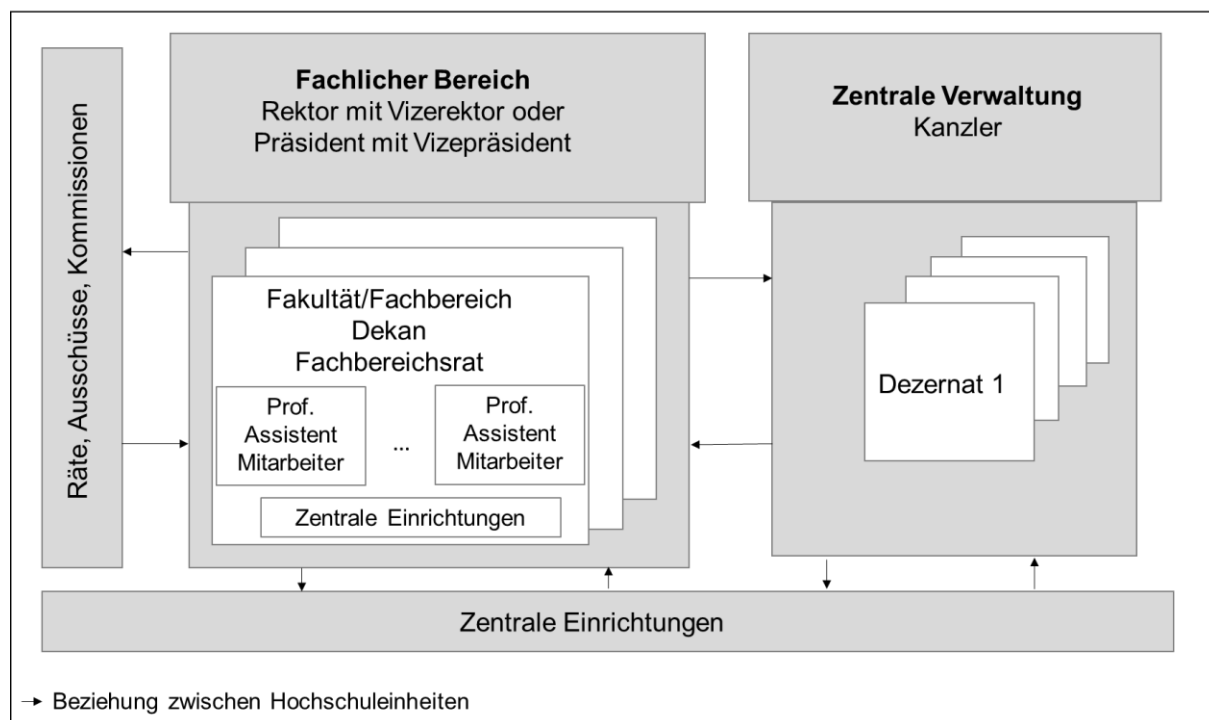 Räte, Ausschüsse, Kommissionen
Fachlicher Bereich
Rektor mit Vizerektor oder
Präsident mit Vizepräsident
Zentrale Verwaltung
Kanzler
Fakultät/Fachbereich
Dekan
Fachbereichsrat
Prof.
Assistent
Mitarbeiter
...
Prof.
Assistent
Mitarbeiter
Zentrale Einrichtungen
Dezernat 1
Zentrale Einrichtungen
Beziehung zwischen Hochschuleinheiten